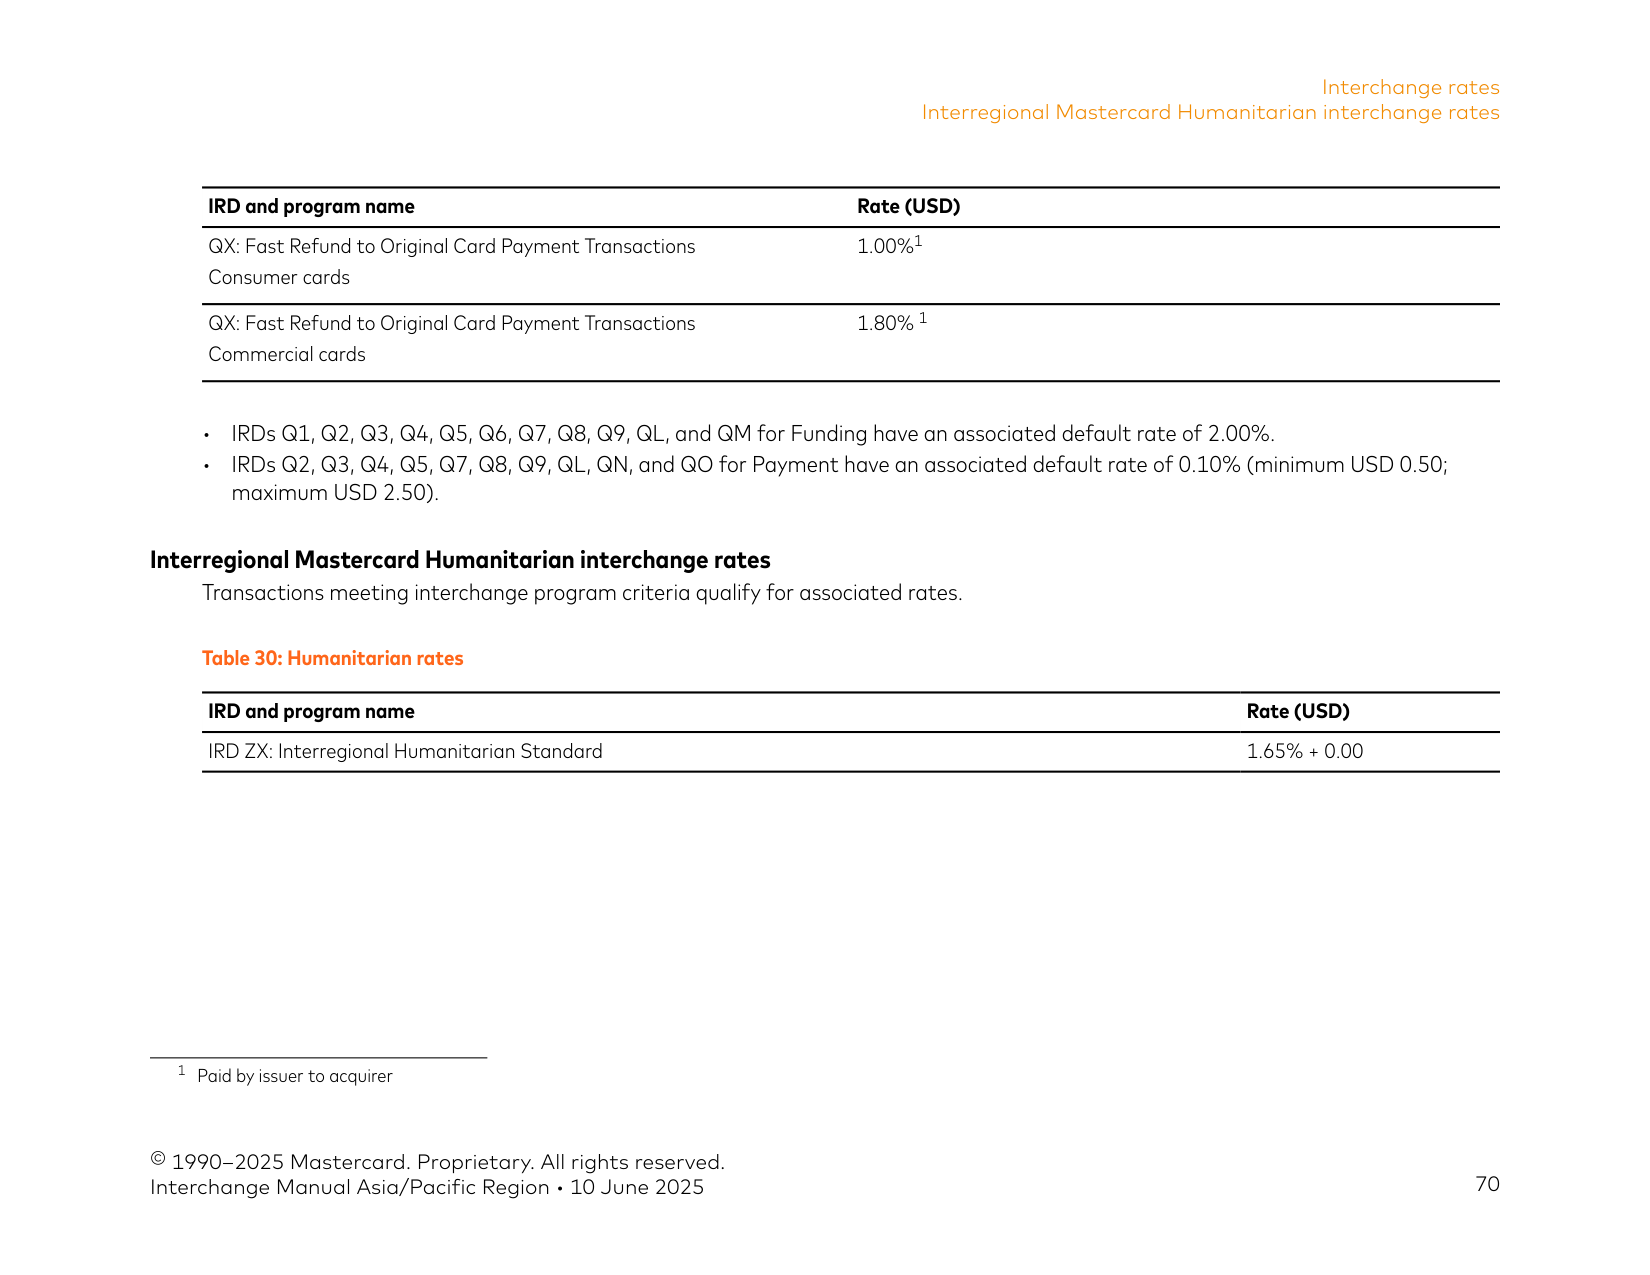 Interchange rates
Interregional Mastercard Humanitarian interchange rates
IRD and program name Rate (USD)
QX: Fast Refund to Original Card Payment Transactions 1.00%1
Consumer cards
QX: Fast Refund to Original Card Payment Transactions 1.80% 1
Commercial cards
• IRDs Q1, Q2, Q3, Q4, Q5, Q6, Q7, Q8, Q9, QL, and QM for Funding have an associated default rate of 2.00%.
• IRDs Q2, Q3, Q4, Q5, Q7, Q8, Q9, QL, QN, and QO for Payment have an associated default rate of 0.10% (minimum USD 0.50;
maximum USD 2.50).
Interregional Mastercard Humanitarian interchange rates
Transactions meeting interchange program criteria qualify for associated rates.
Table 30: Humanitarian rates
IRD and program name Rate (USD)
IRD ZX: Interregional Humanitarian Standard 1.65% + 0.00
1 Paid by issuer to acquirer
© 1990–2025 Mastercard. Proprietary. All rights reserved.
Interchange Manual Asia/Pacific Region • 10 June 2025 70